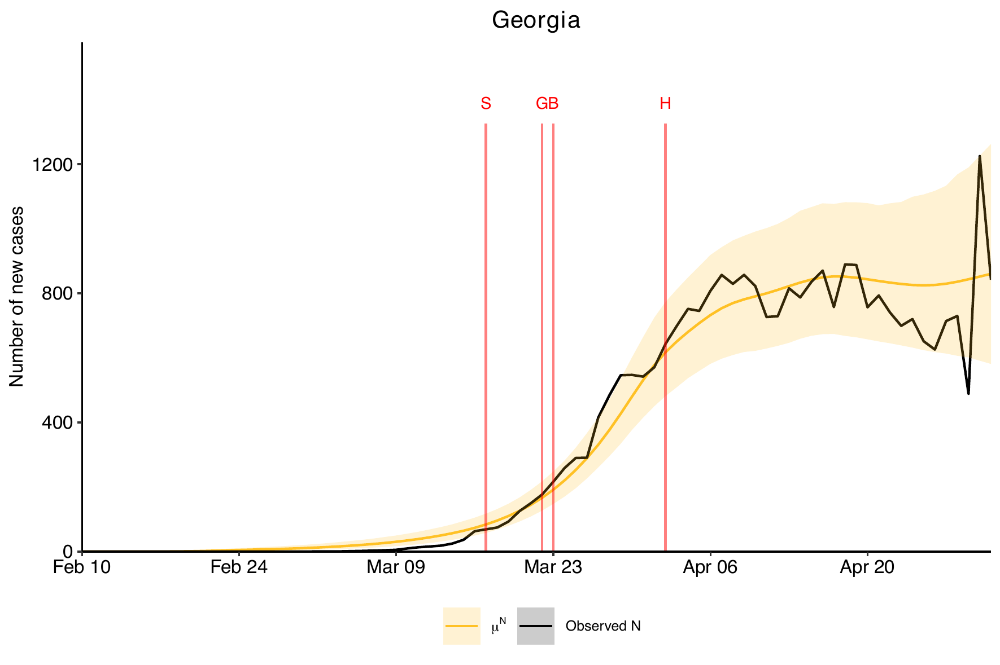 Georgia
S GB H
Number of new cases
1200
800
400
0
Feb 10 Feb 24 Mar 09 Mar 23 Apr 06 Apr 20
μᴺ Observed N